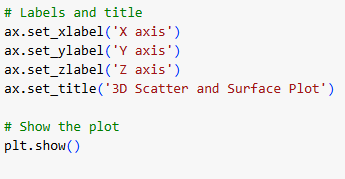 # Labels and title
ax.set_xlabel('X axis')
ax.set_ylabel('Y axis')
ax.set_zlabel('Z axis')
ax.set_title('3D Scatter and Surface Plot')

# Show the plot
plt.show()